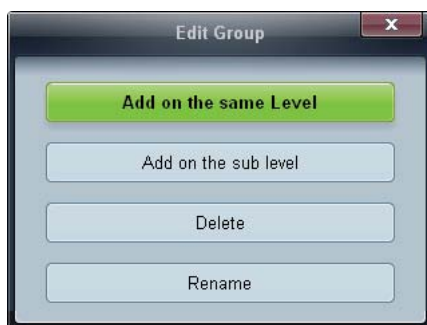 Edit Group
x
Add on the same Level
Add on the sub level
Delete
Rename